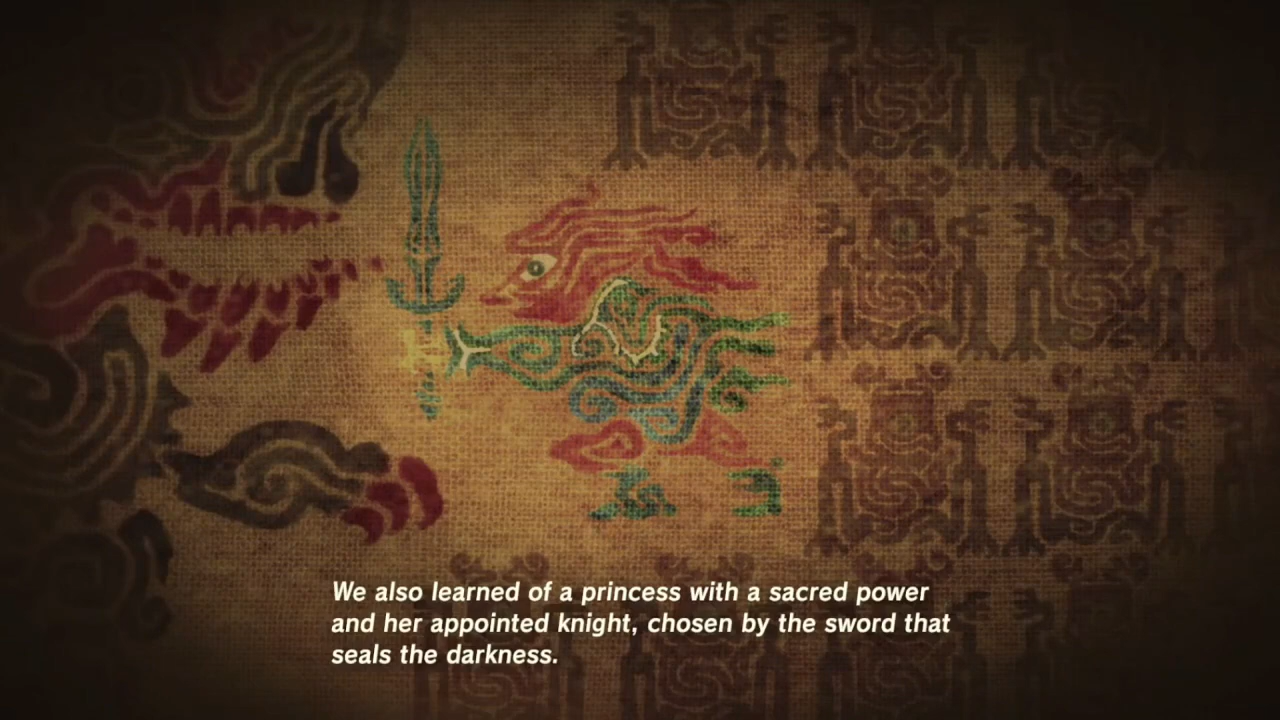 We also learned of a princess with a sacred power
and her appointed knight, chosen by the sword that
seals the darkness.